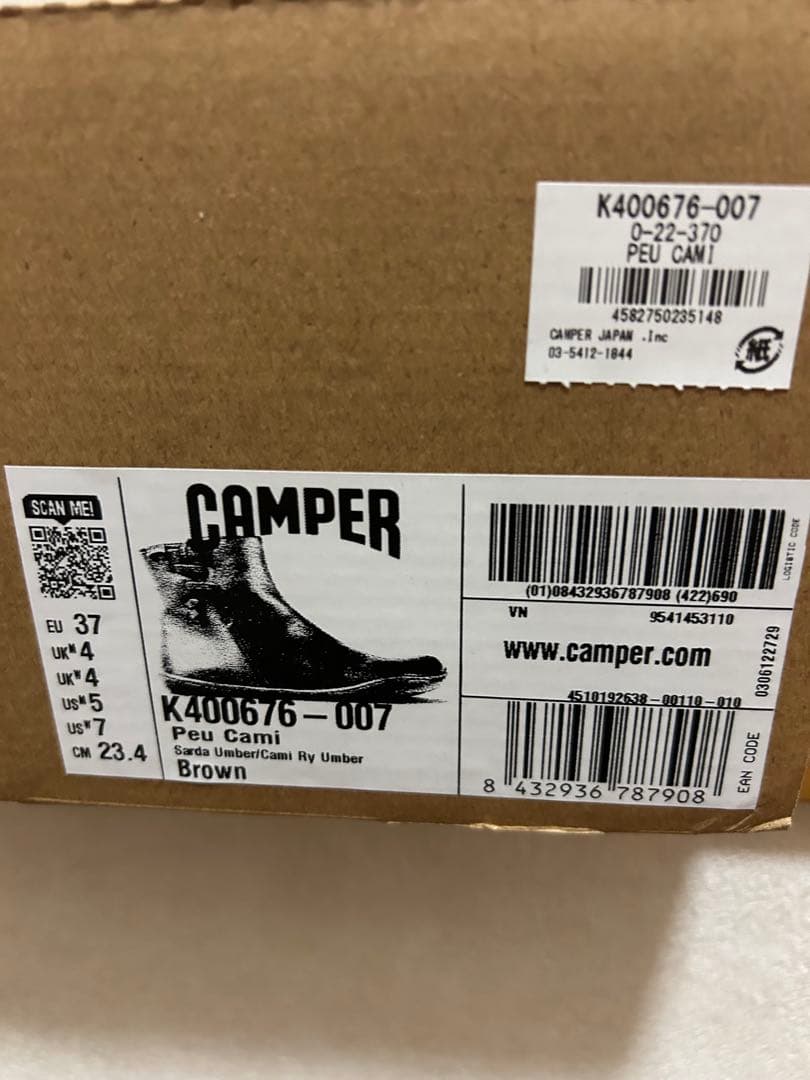 K400676-007
0-22-370
PEU CAMI
4582750235148
CAMPER JAPAN .Inc
03-5412-1844
紙
SCAN ME!
EU 37
UKᴹ 4
UKᵂ 4
USᴹ 5
USᵂ 7
CM 23.4
CAMPER
K400676-007
Peu Cami
Sarda Umber/Cami Ry Umber
Brown
(01)08432936787908 (422)690
VN 9541453110
www.camper.com
4510192638-00110-010
8 432936 787908
LOGISTIC CODE
0306122729
EAN CODE